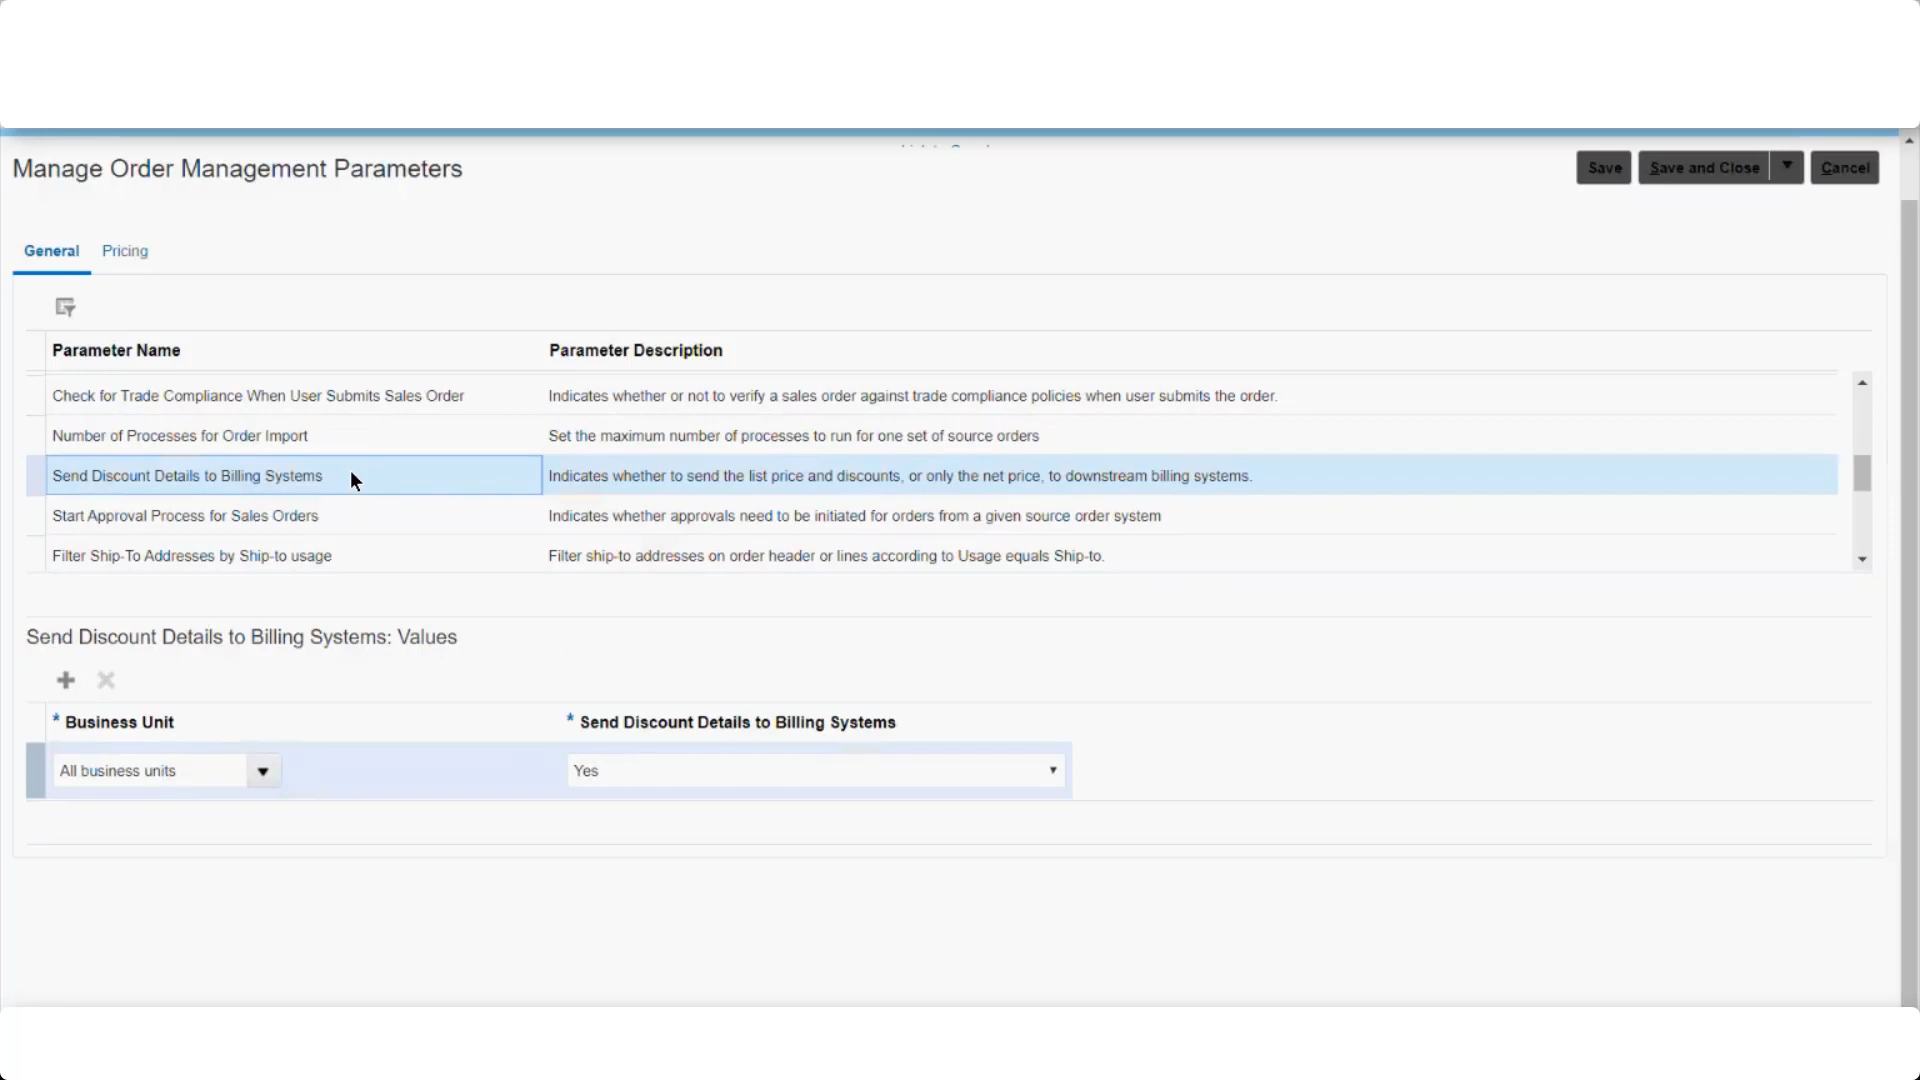 Manage Order Management Parameters
Save
Save and Close
Cancel
General
Pricing
Parameter Name
Parameter Description
Check for Trade Compliance When User Submits Sales Order
Indicates whether or not to verify a sales order against trade compliance policies when user submits the order.
Number of Processes for Order Import
Set the maximum number of processes to run for one set of source orders
Send Discount Details to Billing Systems
Indicates whether to send the list price and discounts, or only the net price, to downstream billing systems.
Start Approval Process for Sales Orders
Indicates whether approvals need to be initiated for orders from a given source order system
Filter Ship-To Addresses by Ship-to usage
Filter ship-to addresses on order header or lines according to Usage equals Ship-to.
Send Discount Details to Billing Systems: Values
* Business Unit
* Send Discount Details to Billing Systems
All business units
Yes